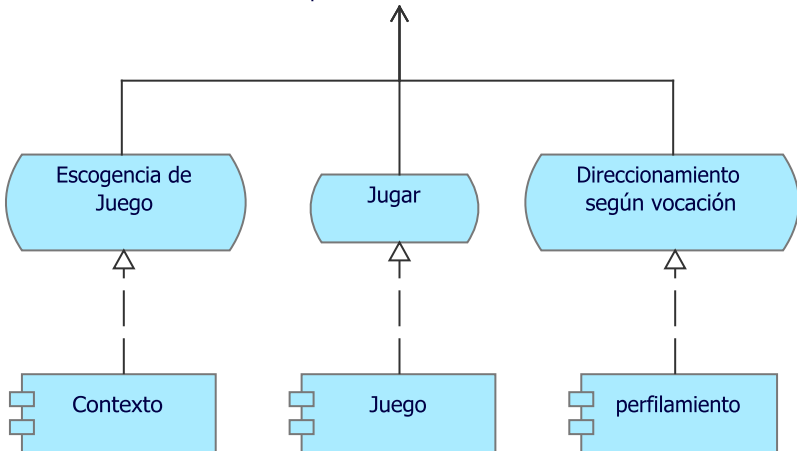 Escogencia de
Juego
Jugar
Direccionamiento
según vocación
Contexto
Juego
perfilamiento